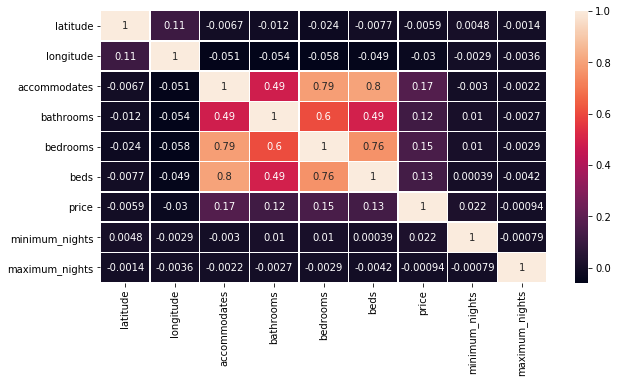 latitude 1 0.11 -0.0067 -0.012 -0.024 -0.0077 -0.0059 0.0048 -0.0014
longitude 0.11 1 -0.051 -0.054 -0.058 -0.049 -0.03 -0.0029 -0.0036
accommodates -0.0067 -0.051 1 0.49 0.79 0.8 0.17 -0.003 -0.0022
bathrooms -0.012 -0.054 0.49 1 0.6 0.49 0.12 0.01 -0.0027
bedrooms -0.024 -0.058 0.79 0.6 1 0.76 0.15 0.01 -0.0029
beds -0.0077 -0.049 0.8 0.49 0.76 1 0.13 0.00039 -0.0042
price -0.0059 -0.03 0.17 0.12 0.15 0.13 1 0.022 -0.00094
minimum_nights 0.0048 -0.0029 -0.003 0.01 0.01 0.00039 0.022 1 -0.00079
maximum_nights -0.0014 -0.0036 -0.0022 -0.0027 -0.0029 -0.0042 -0.00094 -0.00079 1
latitude
longitude
accommodates
bathrooms
bedrooms
beds
price
minimum_nights
maximum_nights
1.0
0.8
0.6
0.4
0.2
0.0